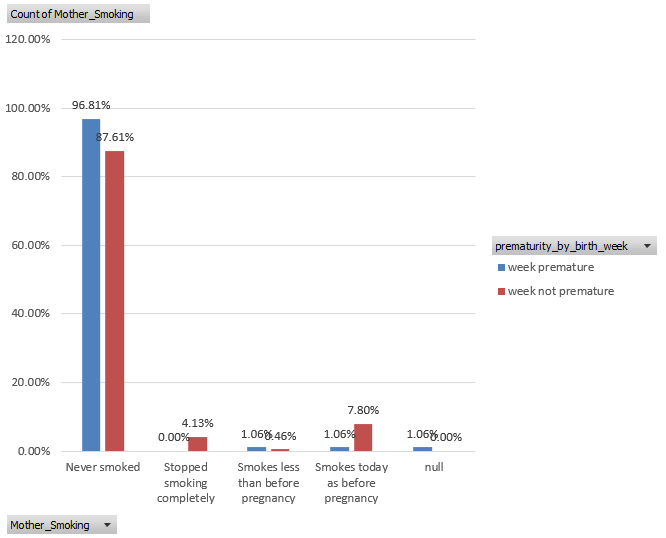 Count of Mother_Smoking
120.00%
100.00%
80.00%
60.00%
40.00%
20.00%
0.00%
96.81%
87.61%
0.00%
4.13%
1.06%
0.46%
1.06%
7.80%
1.06%
0.00%
Never smoked
Stopped
smoking
completely
Smokes less
than before
pregnancy
Smokes today
as before
pregnancy
null
prematurity_by_birth_week
week premature
week not premature
Mother_Smoking